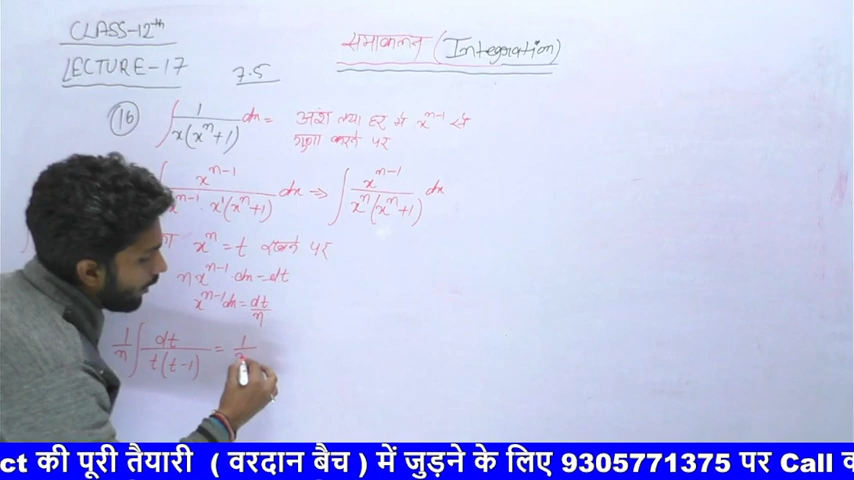 CLASS-12th
समाकलन (Integration)
LECTURE-17
7.5
(16) ∫ 1/x(x^n+1) dx = अंश तथा हर में x^n-1 से
गुणा करने पर
∫ x^n-1/x^n-1 · x^1(x^n+1) dx ⇒ ∫ x^n-1/x^n(x^n+1) dx
x^n = t रखने पर
nx^n-1 · dx = dt
x^n-1 dx = dt/n
1/n ∫ dt/t(t-1) = 1/
ct की पूरी तैयारी ( वरदान बैच ) में जुड़ने के लिए 9305771375 पर Call